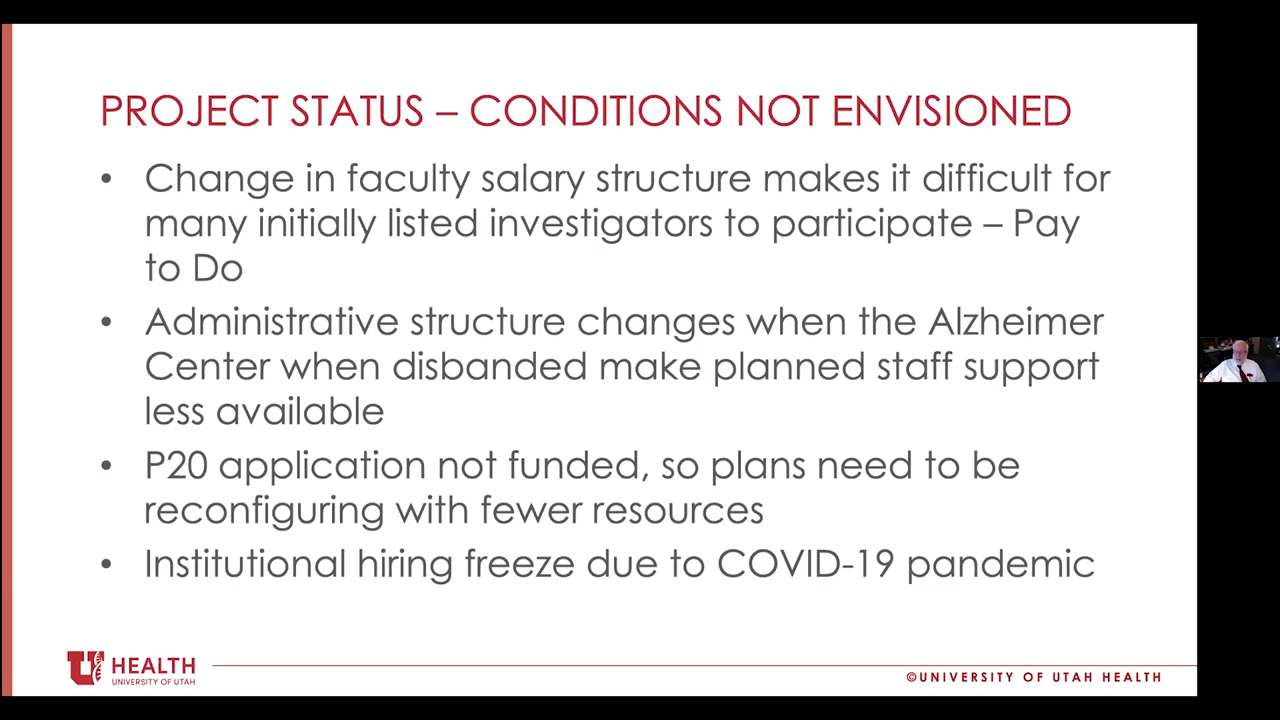 PROJECT STATUS – CONDITIONS NOT ENVISIONED
• Change in faculty salary structure makes it difficult for
many initially listed investigators to participate – Pay
to Do
• Administrative structure changes when the Alzheimer
Center when disbanded make planned staff support
less available
• P20 application not funded, so plans need to be
reconfiguring with fewer resources
• Institutional hiring freeze due to COVID-19 pandemic
U HEALTH
UNIVERSITY OF UTAH
©UNIVERSITY OF UTAH HEALTH